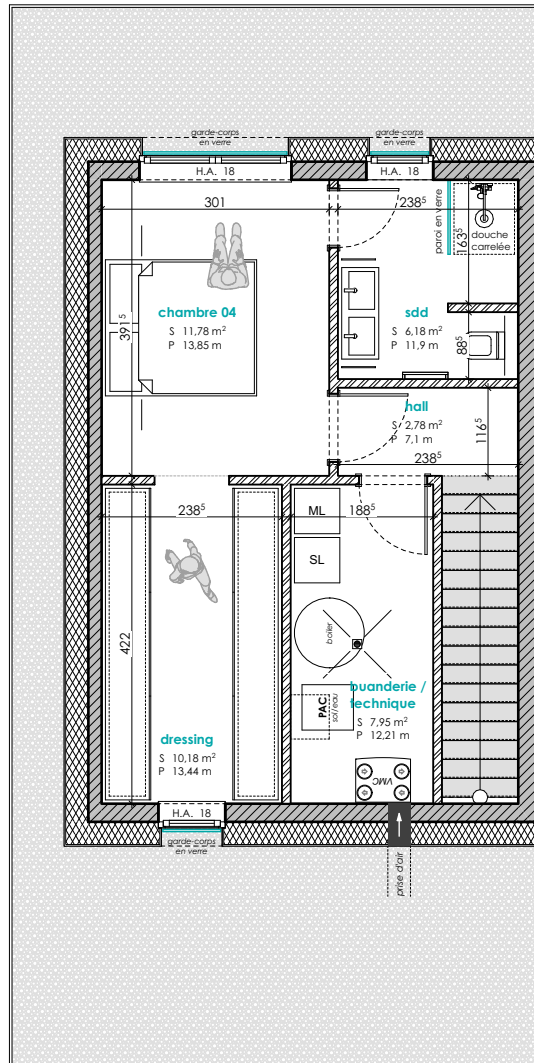 garde-corps
en verre
garde-corps
en verre
H.A. 18
H.A. 18
301
238⁵
paroi en verre
163⁵
douche
carrelée
chambre 04
S 11,78 m²
P 13,85 m
391⁵
sdd
S 6,18 m²
P 11,9 m
88⁵
hall
S 2,78 m²
P 7,1 m
116⁵
238⁵
238⁵
ML
188⁵
SL
boiler
422
PAC
sol/eau
buanderie /
technique
S 7,95 m²
P 12,21 m
dressing
S 10,18 m²
P 13,44 m
VMC
H.A. 18
garde-corps
en verre
prise d'air